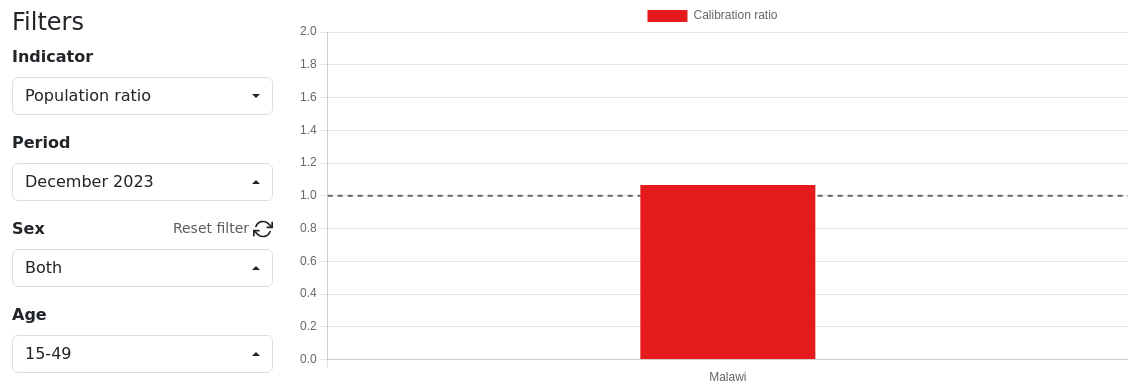 Filters
Indicator
Population ratio
Period
December 2023
Sex
Reset filter
Both
Age
15-49
Calibration ratio
2.0
1.8
1.6
1.4
1.2
1.0
0.8
0.6
0.4
0.2
0.0
Malawi